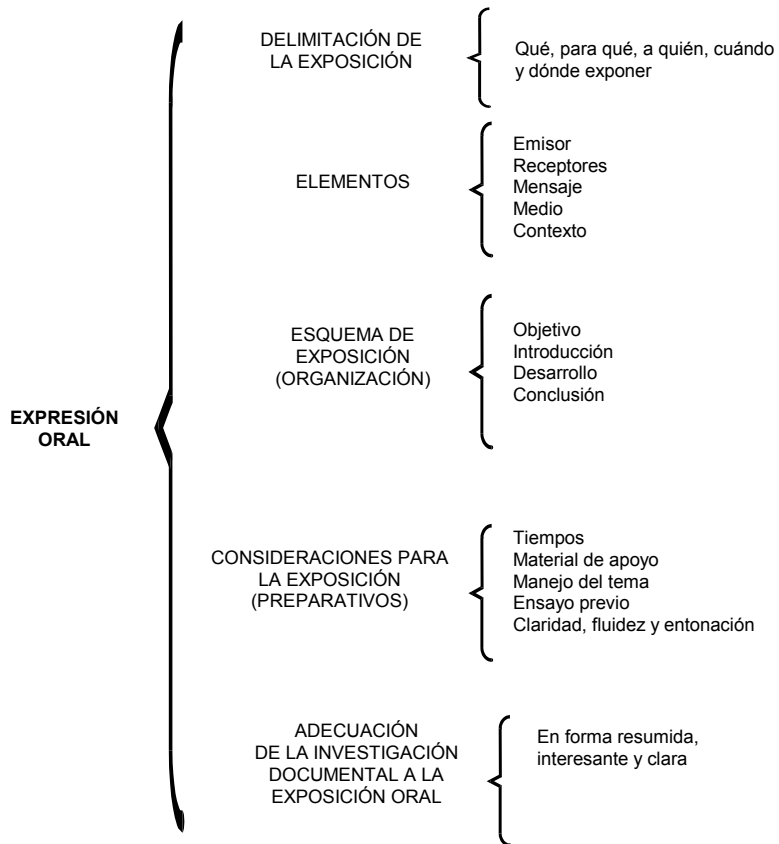 EXPRESIÓN
ORAL
DELIMITACIÓN DE
LA EXPOSICIÓN
Qué, para qué, a quién, cuándo
y dónde exponer
ELEMENTOS
Emisor
Receptores
Mensaje
Medio
Contexto
ESQUEMA DE
EXPOSICIÓN
(ORGANIZACIÓN)
Objetivo
Introducción
Desarrollo
Conclusión
CONSIDERACIONES PARA
LA EXPOSICIÓN
(PREPARATIVOS)
Tiempos
Material de apoyo
Manejo del tema
Ensayo previo
Claridad, fluidez y entonación
ADECUACIÓN
DE LA INVESTIGACIÓN
DOCUMENTAL A LA
EXPOSICIÓN ORAL
En forma resumida,
interesante y clara